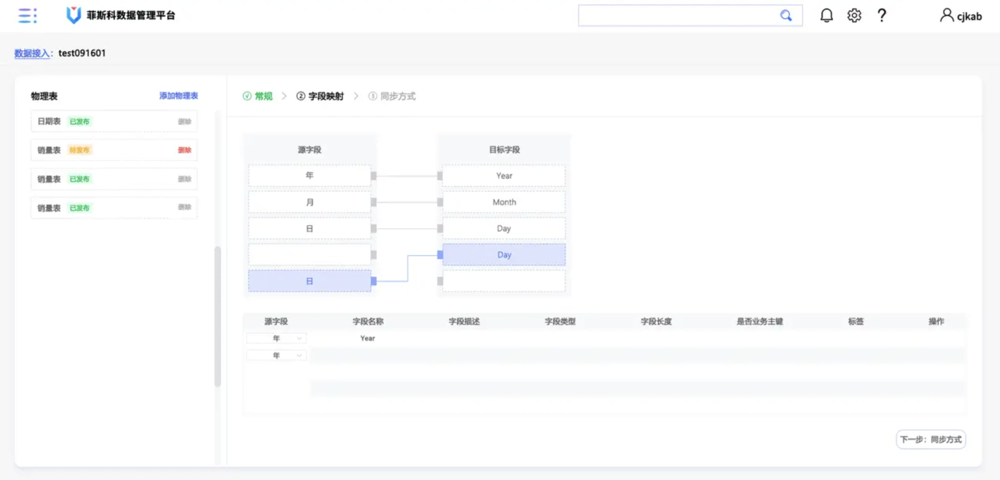 菲斯科数据管理平台
cjkab
数据接入：test091601
物理表 添加物理表
日期表 已发布 删除
销量表 待发布 删除
销量表 已发布 删除
销量表 已发布 删除
常规 > ② 字段映射 > ③ 同步方式
源字段 目标字段
年 Year
月 Month
日 Day
Day
日
源字段 字段名称 字段描述 字段类型 字段长度 是否业务主键 标签 操作
年 Year
年
下一步：同步方式